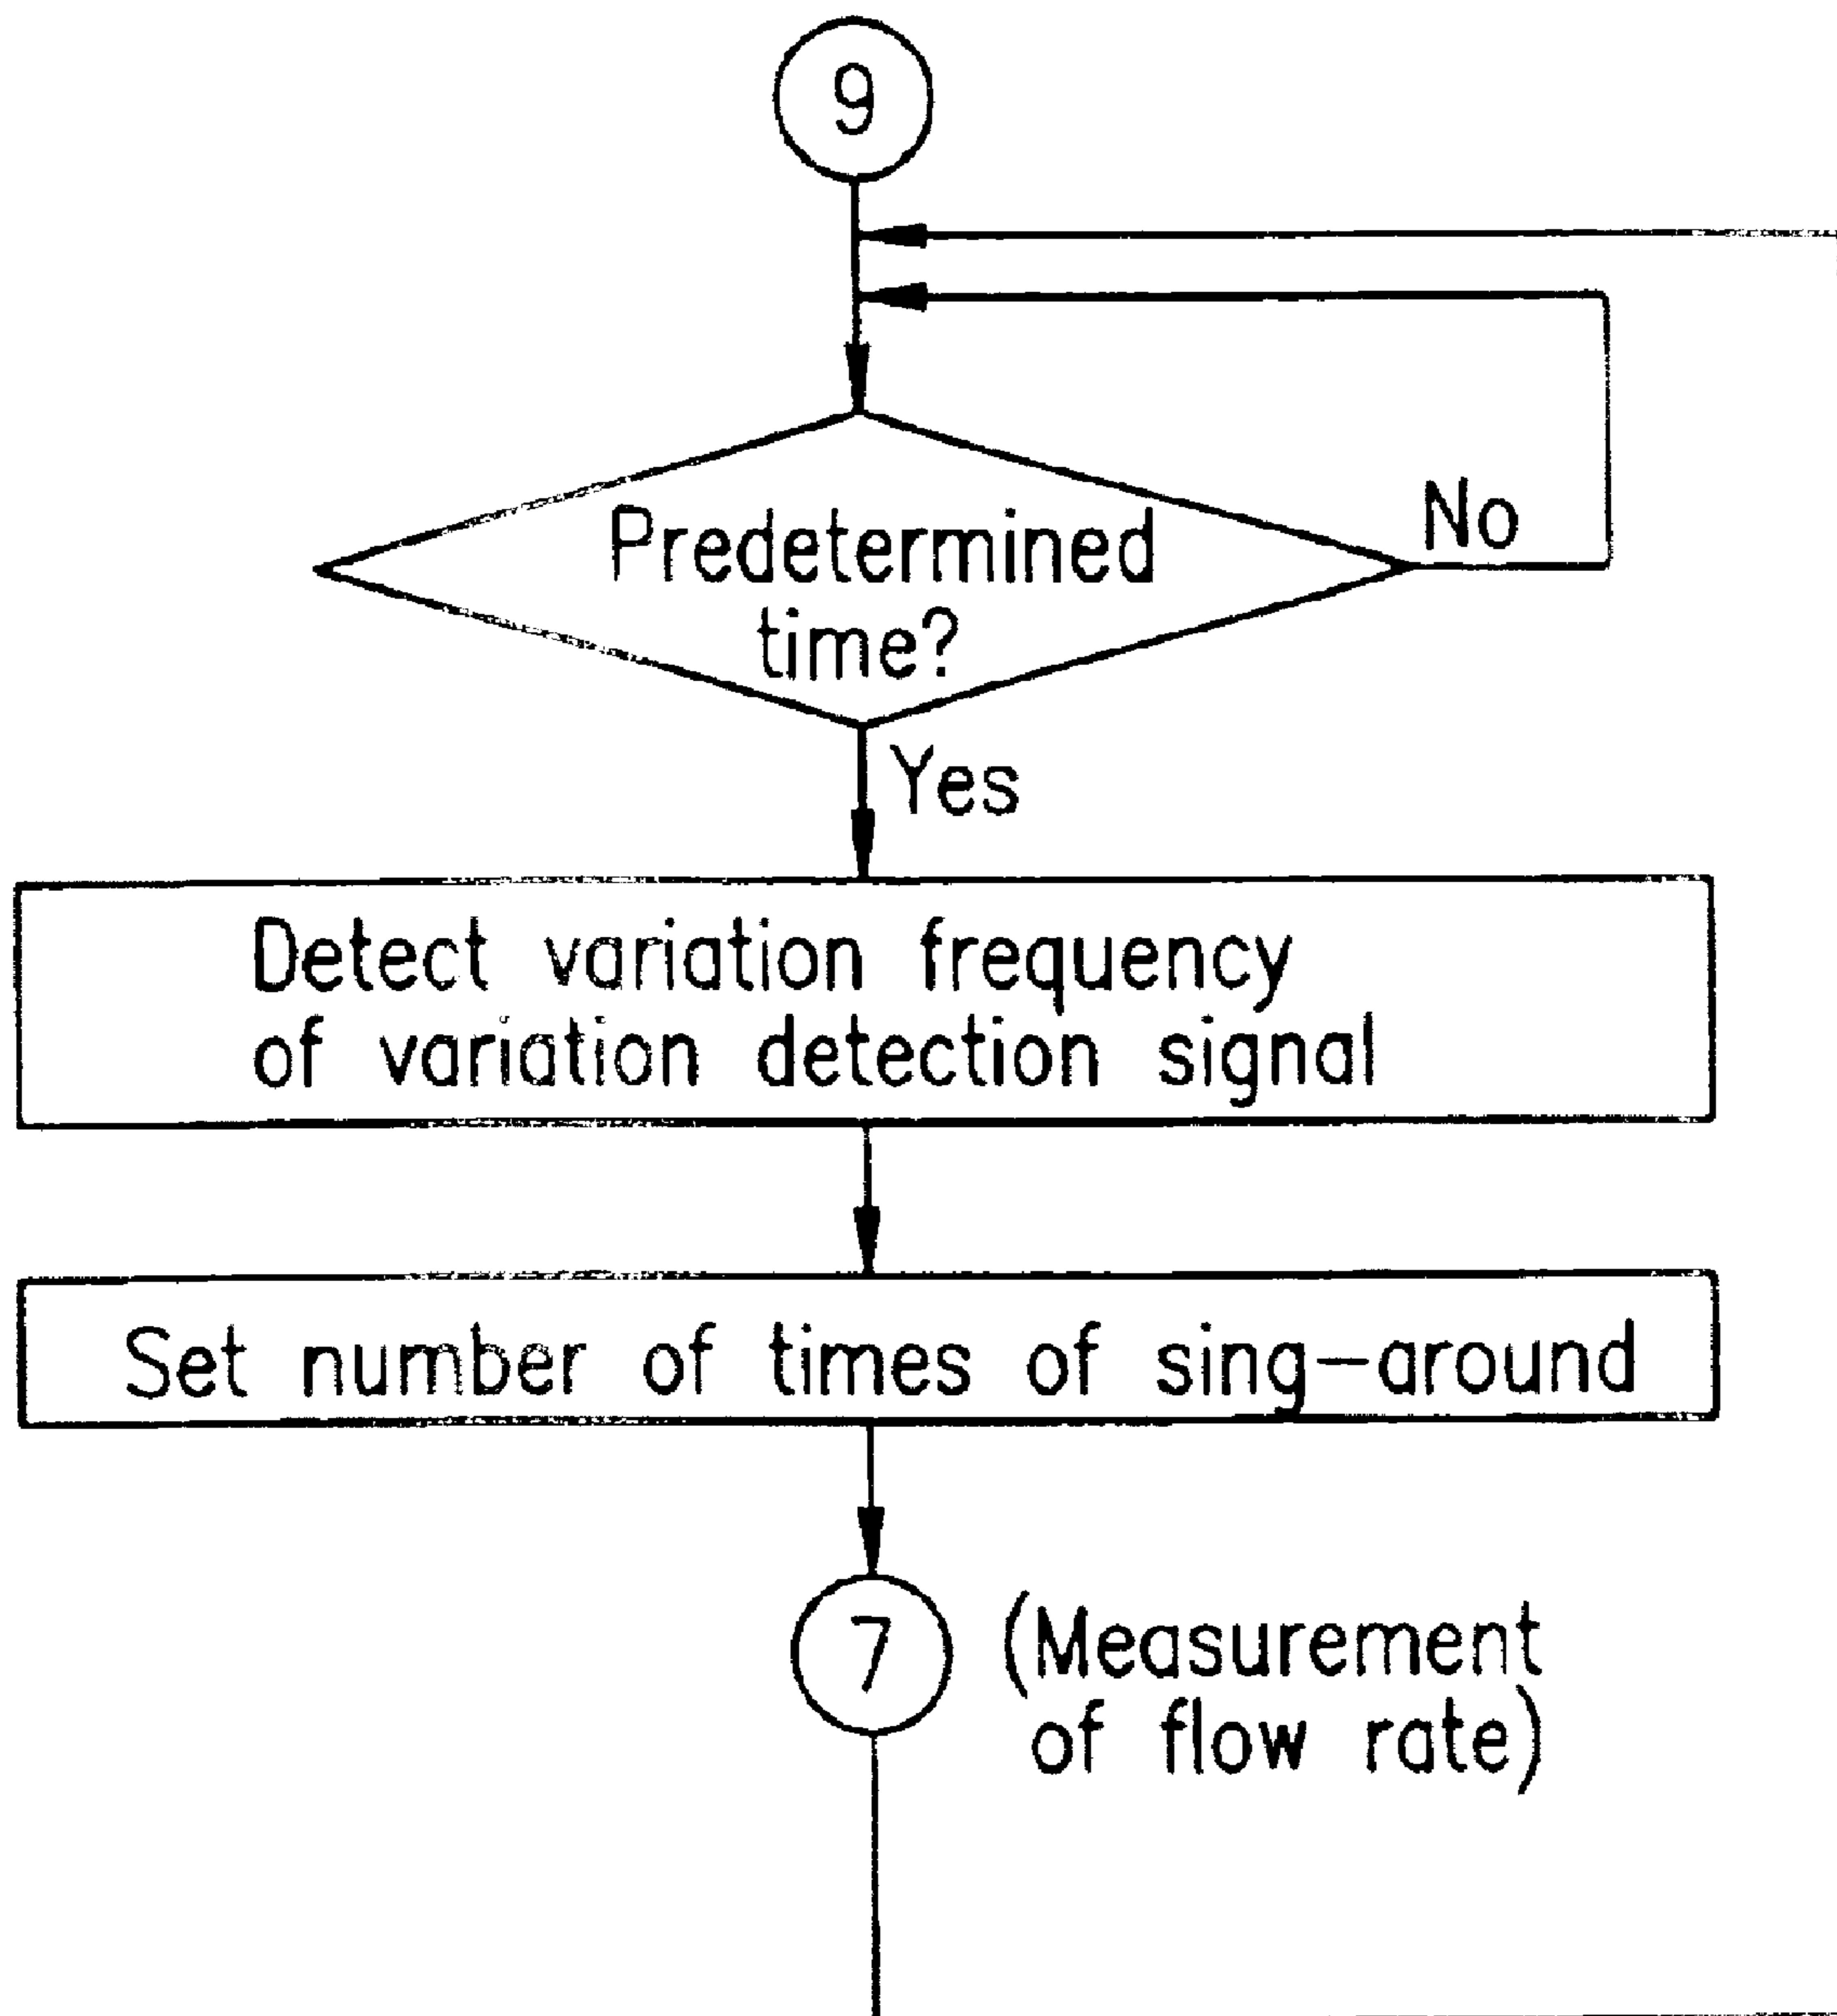 9
Predetermined
time?
No
Yes
Detect variation frequency
of variation detection signal
Set number of times of sing-around
7
(Measurement
of flow rate)